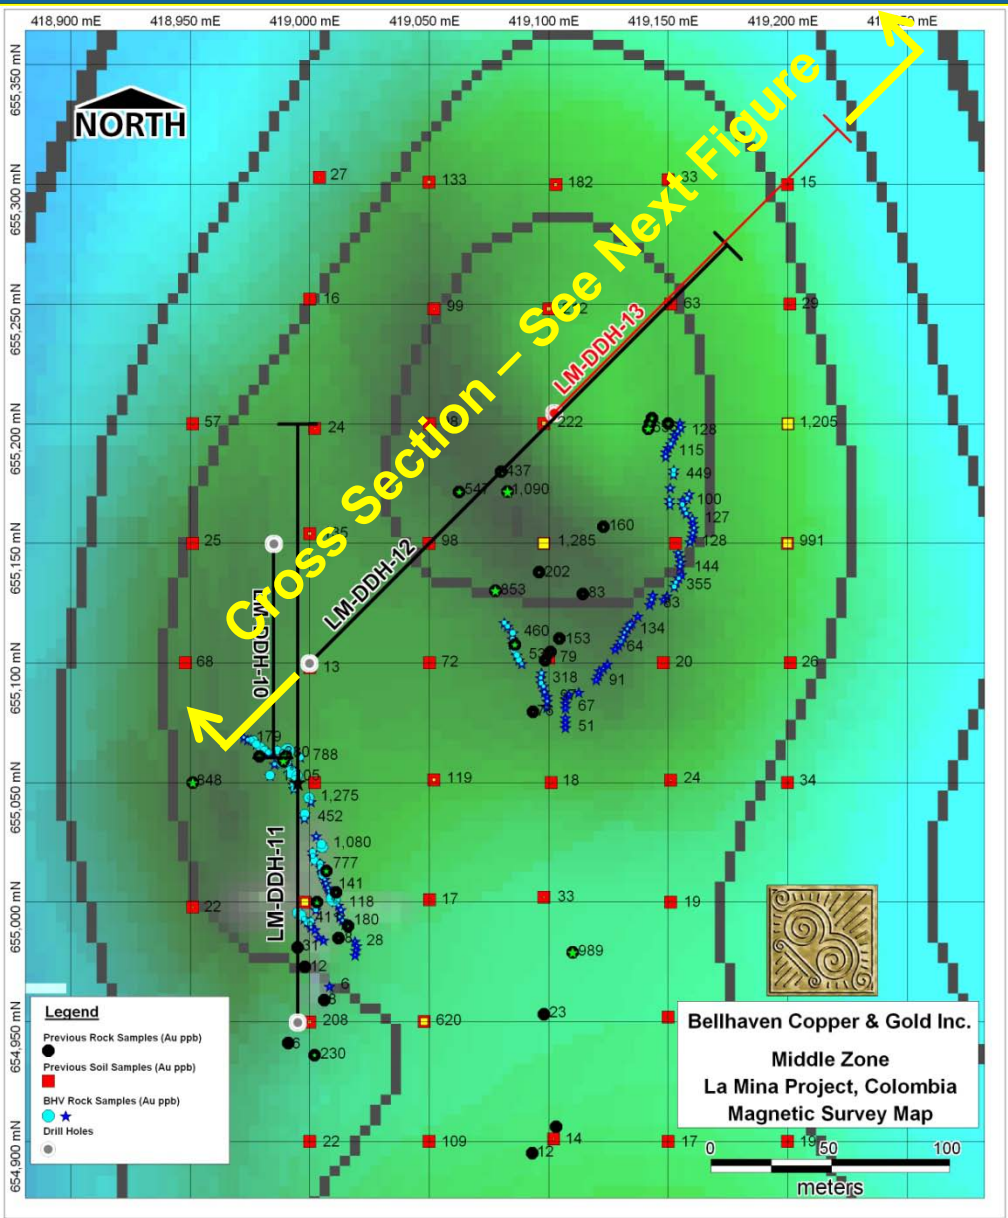 418,900 mE
418,950 mE
419,000 mE
419,050 mE
419,100 mE
419,150 mE
419,200 mE
655,350 mN
655,300 mN
655,250 mN
655,200 mN
655,150 mN
655,100 mN
655,050 mN
655,000 mN
654,950 mN
654,900 mN
NORTH
Cross Section – See Next Figure
27
133
182
33
15
16
99
63
29
LM-DDH-13
57
24
222
128
1,205
115
437
449
547
1,090
100
127
160
25
98
1,285
128
991
LM-DDH-12
144
202
355
853
83
LM-DDH-10
460
134
153
64
68
13
72
79
20
26
318
91
67
51
179
788
848
119
18
24
34
1,275
452
1,080
777
LM-DDH-11
141
118
22
17
33
19
180
28
31
989
12
6
8
23
208
620
6
230
22
109
14
17
19
12
Legend
Previous Rock Samples (Au ppb)
Previous Soil Samples (Au ppb)
BHV Rock Samples (Au ppb)
Drill Holes
Bellhaven Copper & Gold Inc.
Middle Zone
La Mina Project, Colombia
Magnetic Survey Map
0 50 100
meters